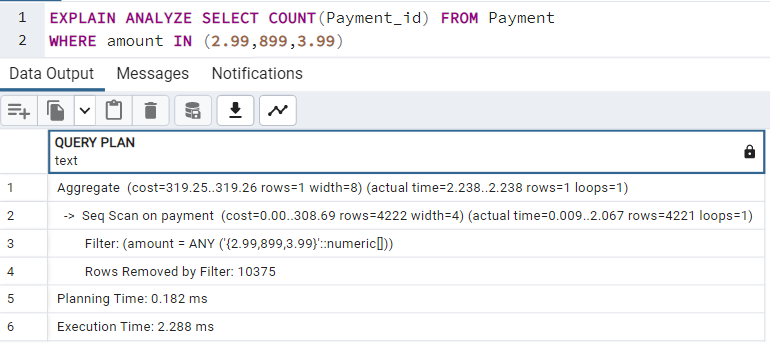 1 EXPLAIN ANALYZE SELECT COUNT(Payment_id) FROM Payment
2 WHERE amount IN (2.99,899,3.99)
Data Output Messages Notifications
QUERY PLAN
text
1 Aggregate (cost=319.25..319.26 rows=1 width=8) (actual time=2.238..2.238 rows=1 loops=1)
2 -> Seq Scan on payment (cost=0.00..308.69 rows=4222 width=4) (actual time=0.009..2.067 rows=4221 loops=1)
3 Filter: (amount = ANY ('{2.99,899,3.99}'::numeric[]))
4 Rows Removed by Filter: 10375
5 Planning Time: 0.182 ms
6 Execution Time: 2.288 ms